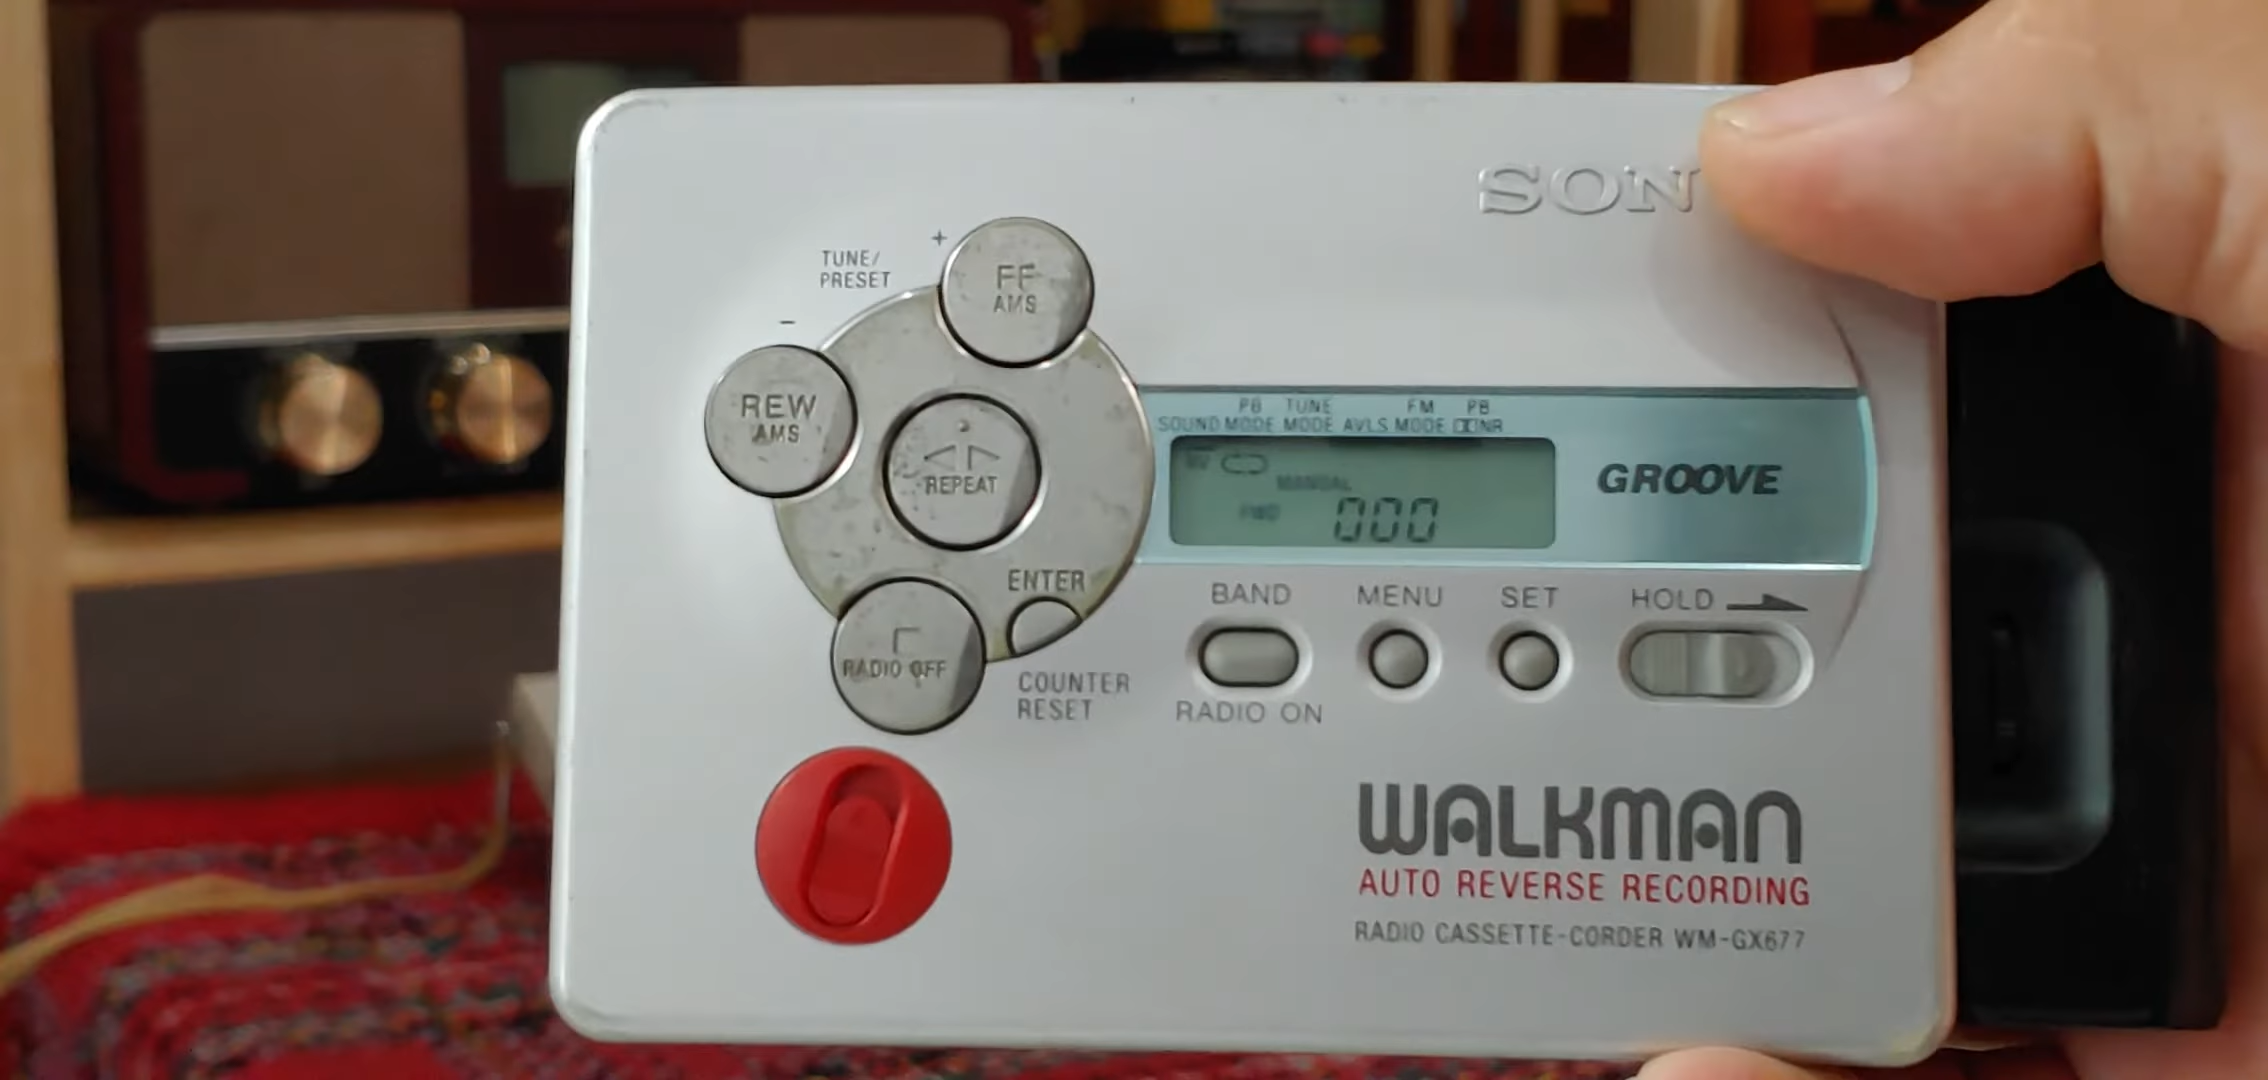 SON
+
TUNE/
PRESET
-
FF
AMS
REW
AMS
REPEAT
ENTER
RADIO OFF
COUNTER
RESET
PB TUNE FM PB
SOUND MODE MODE AVLS MODE NR
MANUAL
FWD 000
GROOVE
BAND MENU SET HOLD
RADIO ON
WALKMAN
AUTO REVERSE RECORDING
RADIO CASSETTE-CORDER WM-GX677